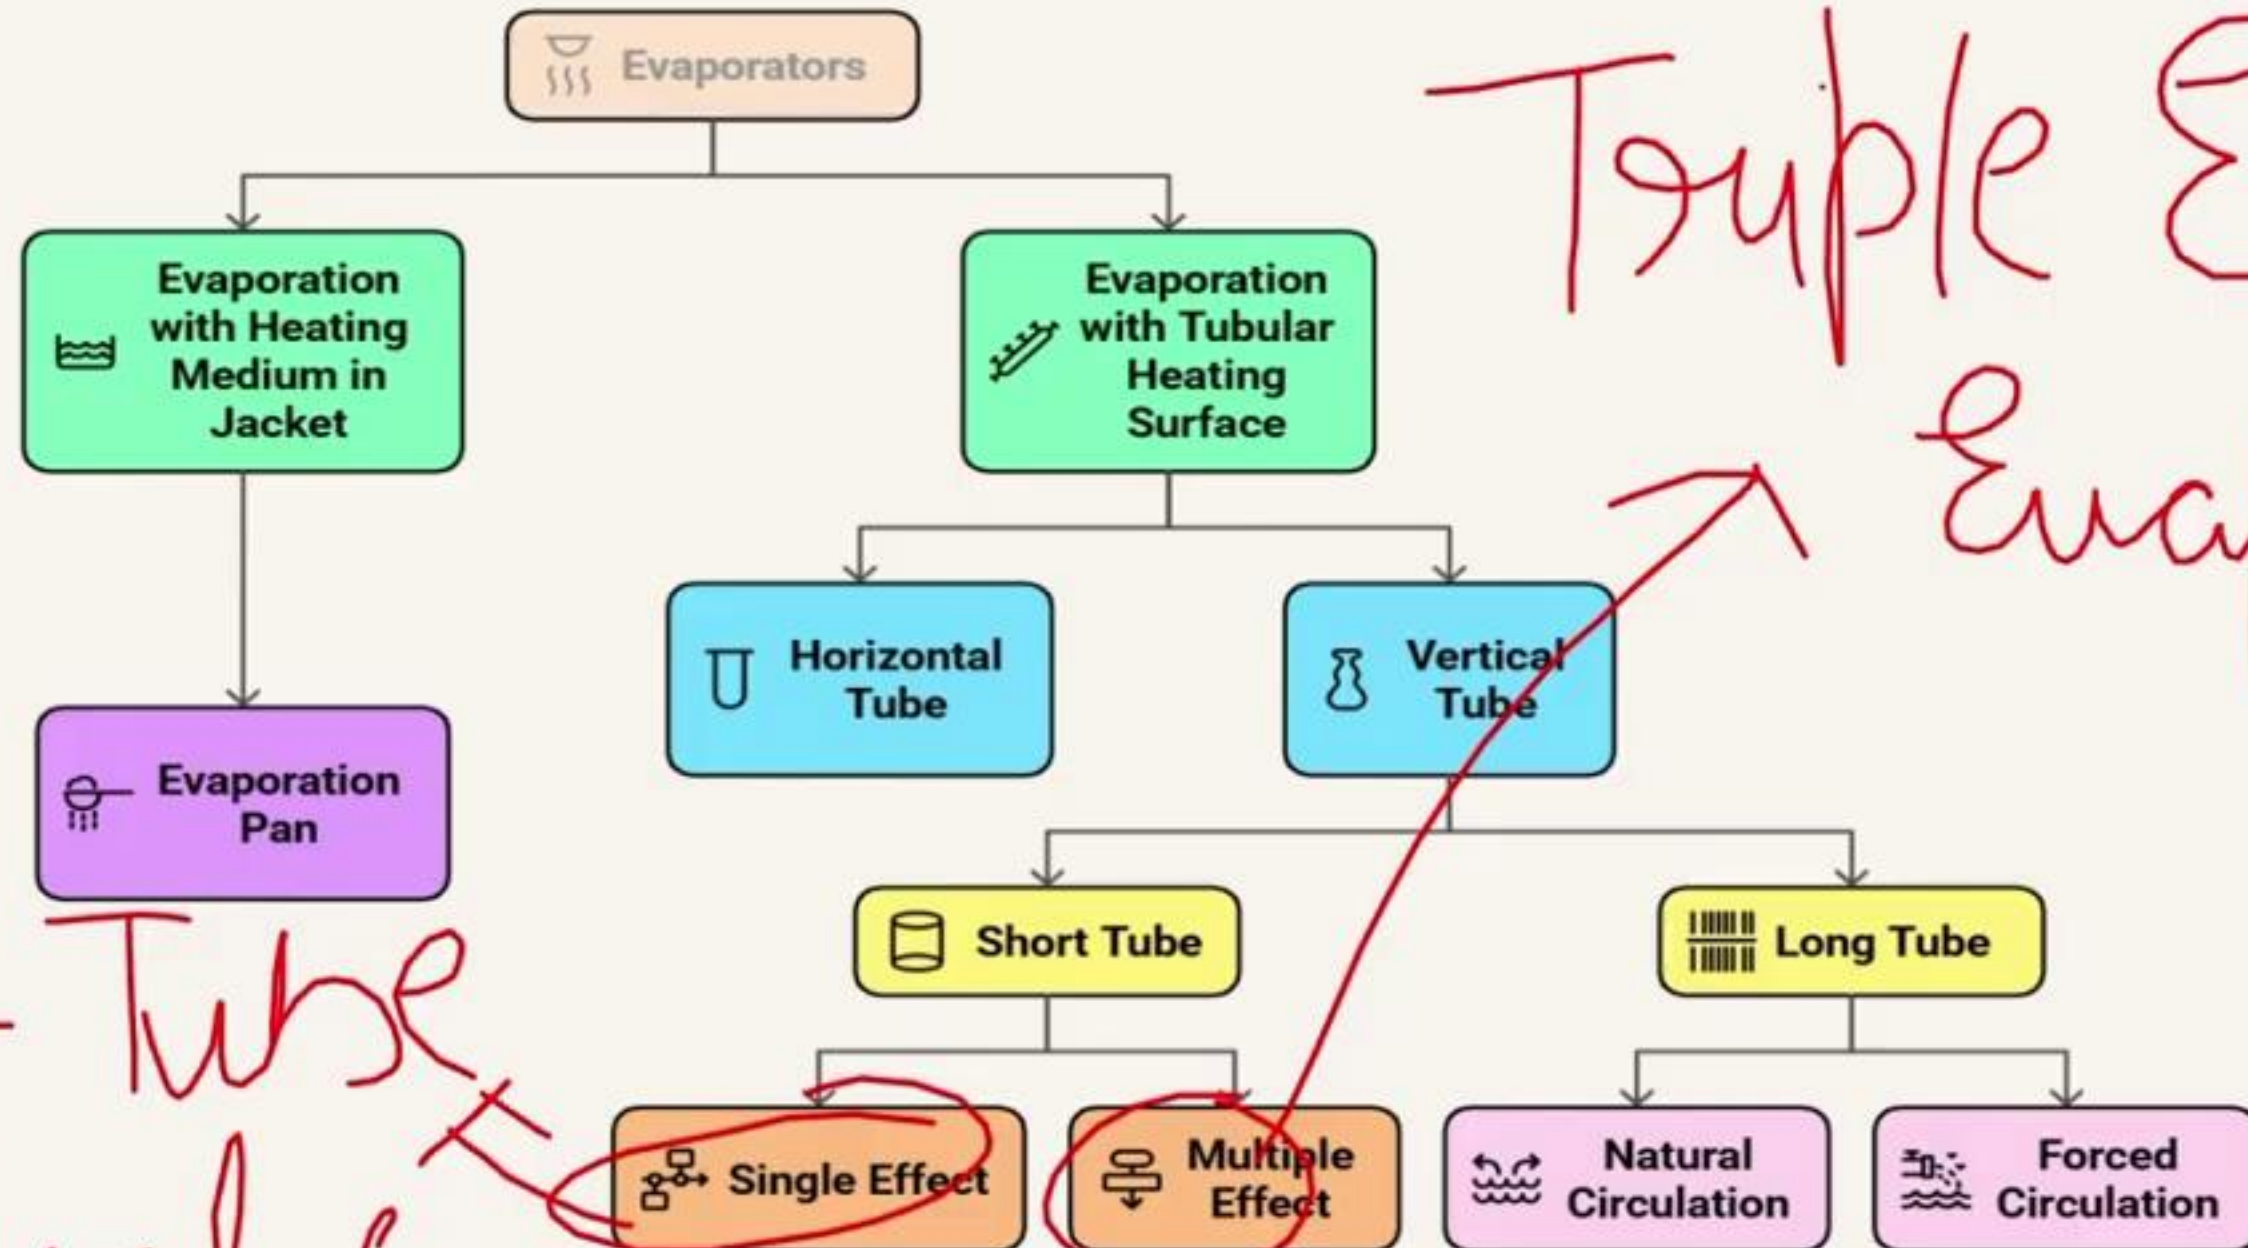 Evaporators
Triple E
Evaporation
with Heating
Medium in
Jacket
Evaporation
with Tubular
Heating
Surface
Eva
Horizontal
Tube
Vertical
Tube
Evaporation
Pan
Short Tube
Long Tube
Tube
Single Effect
Multiple
Effect
Natural
Circulation
Forced
Circulation